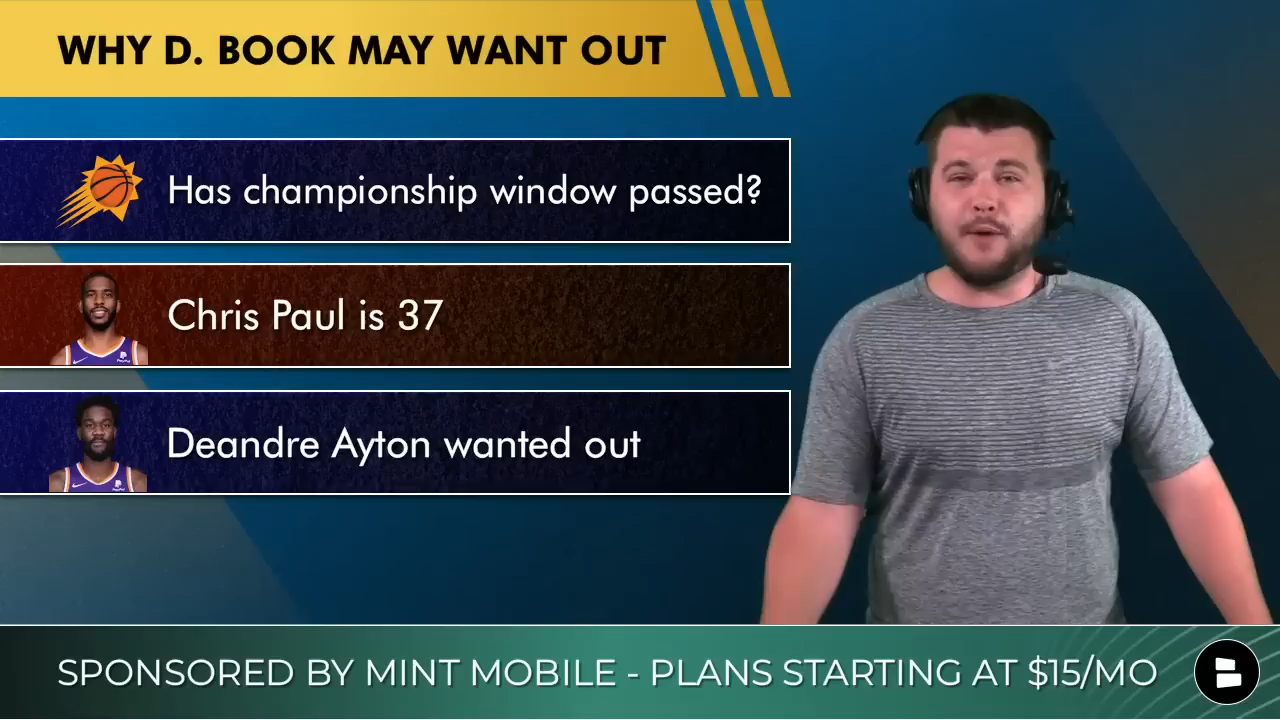 WHY D. BOOK MAY WANT OUT
Has championship window passed?
Chris Paul is 37
Deandre Ayton wanted out
SPONSORED BY MINT MOBILE - PLANS STARTING AT $15/MO